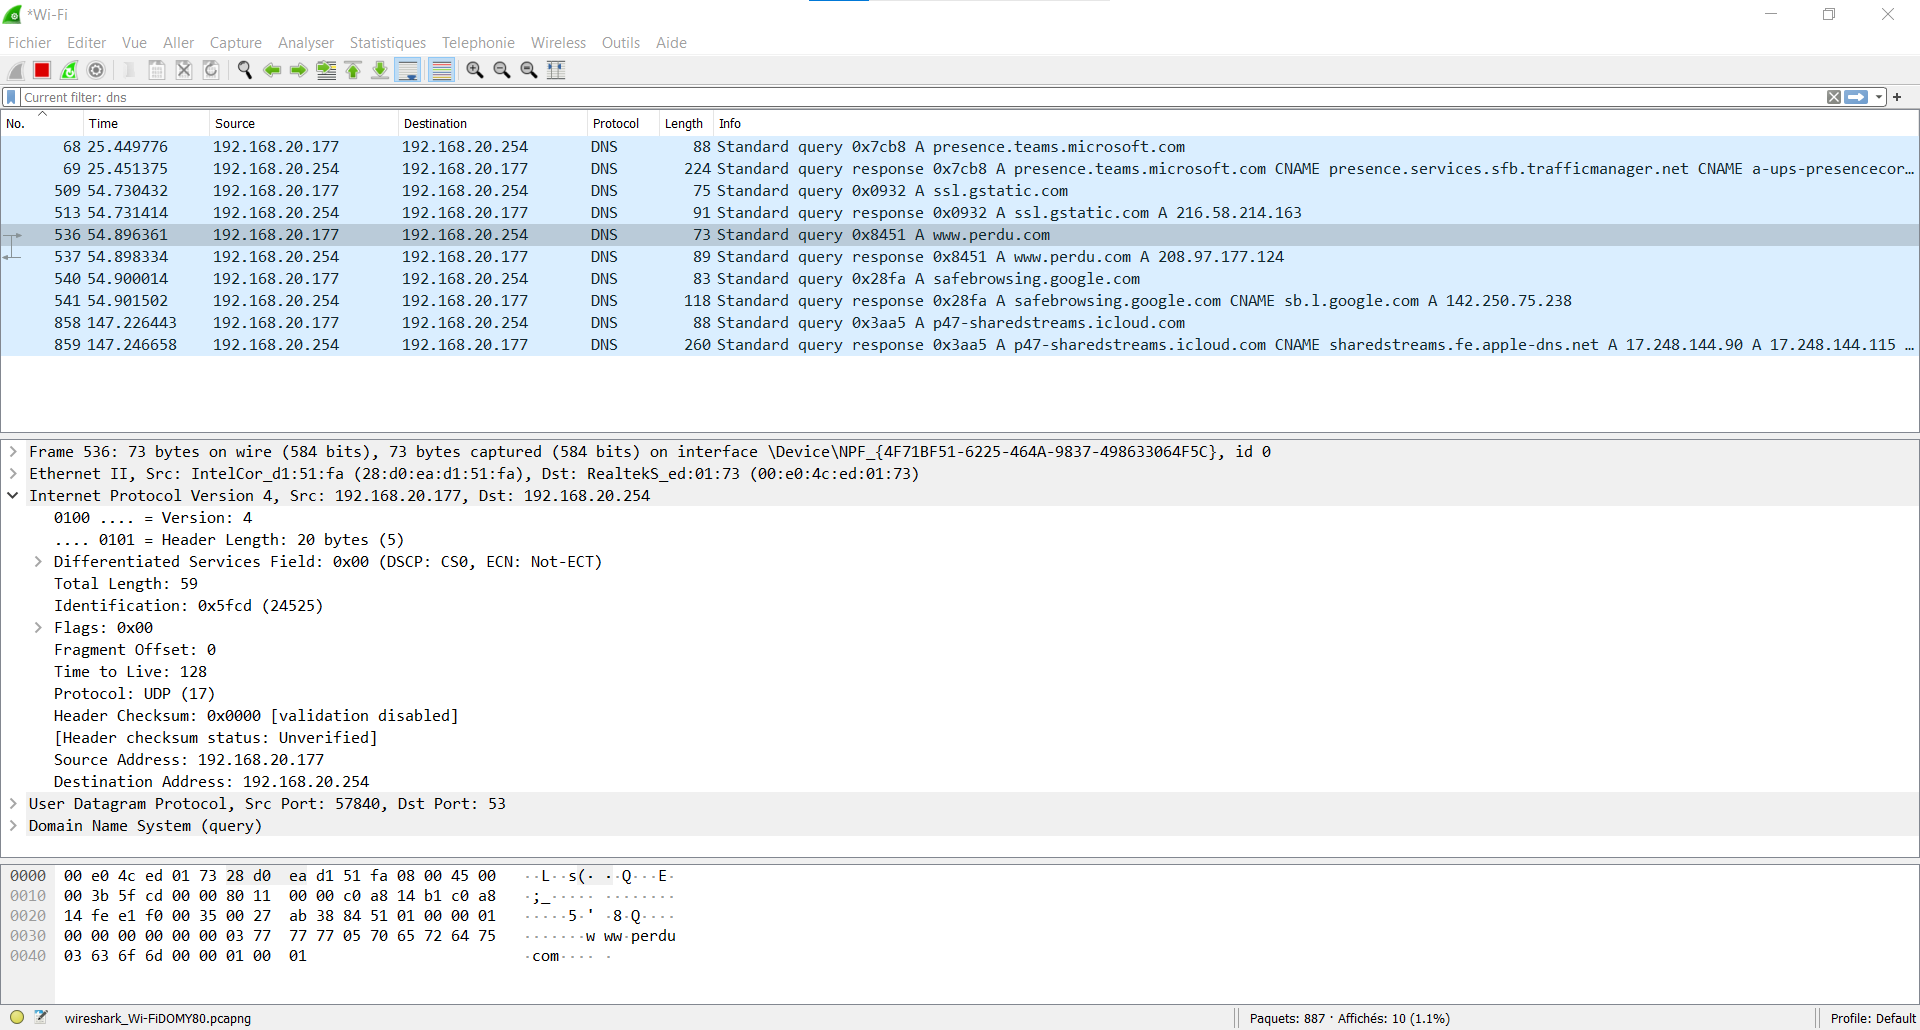 *Wi-Fi
Fichier Editer Vue Aller Capture Analyser Statistiques Telephonie Wireless Outils Aide
Current filter: dns
No. Time Source Destination Protocol Length Info
68 25.449776 192.168.20.177 192.168.20.254 DNS 88 Standard query 0x7cb8 A presence.teams.microsoft.com
69 25.451375 192.168.20.254 192.168.20.177 DNS 224 Standard query response 0x7cb8 A presence.teams.microsoft.com CNAME presence.services.sfb.trafficmanager.net CNAME a-ups-presencecor…
509 54.730432 192.168.20.177 192.168.20.254 DNS 75 Standard query 0x0932 A ssl.gstatic.com
513 54.731414 192.168.20.254 192.168.20.177 DNS 91 Standard query response 0x0932 A ssl.gstatic.com A 216.58.214.163
536 54.896361 192.168.20.177 192.168.20.254 DNS 73 Standard query 0x8451 A www.perdu.com
537 54.898334 192.168.20.254 192.168.20.177 DNS 89 Standard query response 0x8451 A www.perdu.com A 208.97.177.124
540 54.900014 192.168.20.177 192.168.20.254 DNS 83 Standard query 0x28fa A safebrowsing.google.com
541 54.901502 192.168.20.254 192.168.20.177 DNS 118 Standard query response 0x28fa A safebrowsing.google.com CNAME sb.l.google.com A 142.250.75.238
858 147.226443 192.168.20.177 192.168.20.254 DNS 88 Standard query 0x3aa5 A p47-sharedstreams.icloud.com
859 147.246658 192.168.20.254 192.168.20.177 DNS 260 Standard query response 0x3aa5 A p47-sharedstreams.icloud.com CNAME sharedstreams.fe.apple-dns.net A 17.248.144.90 A 17.248.144.115 …
Frame 536: 73 bytes on wire (584 bits), 73 bytes captured (584 bits) on interface \Device\NPF_{4F71BF51-6225-464A-9837-498633064F5C}, id 0
Ethernet II, Src: IntelCor_d1:51:fa (28:d0:ea:d1:51:fa), Dst: RealtekS_ed:01:73 (00:e0:4c:ed:01:73)
Internet Protocol Version 4, Src: 192.168.20.177, Dst: 192.168.20.254
0100 .... = Version: 4
.... 0101 = Header Length: 20 bytes (5)
Differentiated Services Field: 0x00 (DSCP: CS0, ECN: Not-ECT)
Total Length: 59
Identification: 0x5fcd (24525)
Flags: 0x00
Fragment Offset: 0
Time to Live: 128
Protocol: UDP (17)
Header Checksum: 0x0000 [validation disabled]
[Header checksum status: Unverified]
Source Address: 192.168.20.177
Destination Address: 192.168.20.254
User Datagram Protocol, Src Port: 57840, Dst Port: 53
Domain Name System (query)
0000 00 e0 4c ed 01 73 28 d0 ea d1 51 fa 08 00 45 00 ··L··s(· ··Q···E·
0010 00 3b 5f cd 00 00 80 11 00 00 c0 a8 14 b1 c0 a8 ·;_····· ········
0020 14 fe e1 f0 00 35 00 27 ab 38 84 51 01 00 00 01 ·····5·' ·8·Q····
0030 00 00 00 00 00 00 03 77 77 77 05 70 65 72 64 75 ·······w ww·perdu
0040 03 63 6f 6d 00 00 01 00 01 ·com···· ·
wireshark_Wi-FiDOMY80.pcapng Paquets: 887 · Affichés: 10 (1.1%) Profile: Default